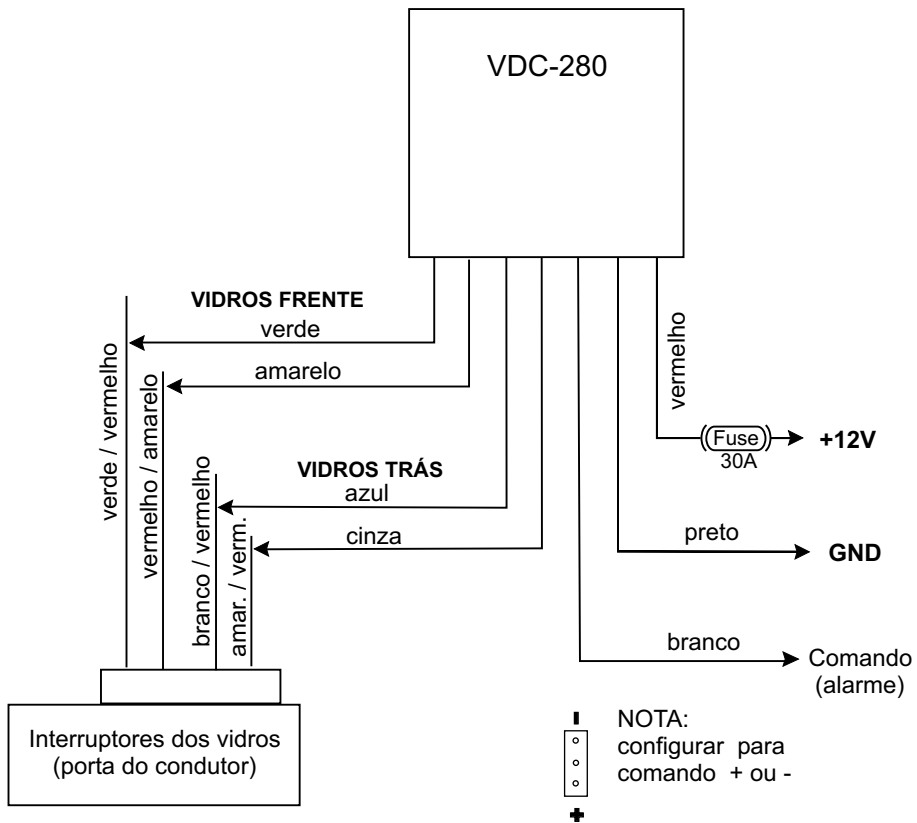 VDC-280
VIDROS FRENTE
verde
amarelo
verde / vermelho
vermelho / amarelo
VIDROS TRÁS
azul
cinza
branco / vermelho
amar. / verm.
vermelho
Fuse
30A
+12V
preto
GND
branco
Comando
(alarme)
Interruptores dos vidros
(porta do condutor)
-
+
NOTA:
configurar para
comando + ou -